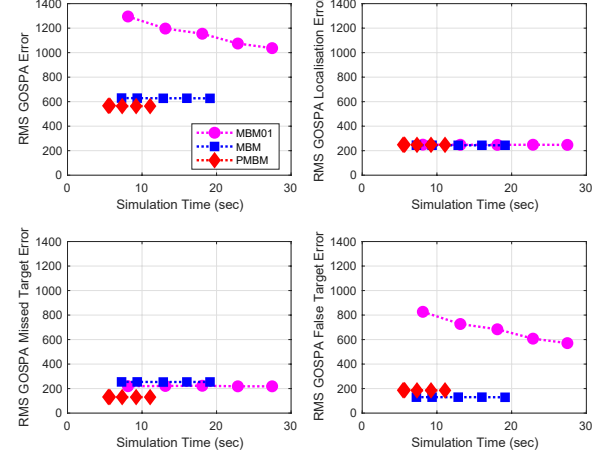 1400
1200
1000
800
600
400
200
0
RMS GOSPA Error
MBM01
MBM
PMBM
0 10 20 30
Simulation Time (sec)
1400
1200
1000
800
600
400
200
0
RMS GOSPA Localisation Error
0 10 20 30
Simulation Time (sec)
1400
1200
1000
800
600
400
200
0
RMS GOSPA Missed Target Error
0 10 20 30
Simulation Time (sec)
1400
1200
1000
800
600
400
200
0
RMS GOSPA False Target Error
0 10 20 30
Simulation Time (sec)